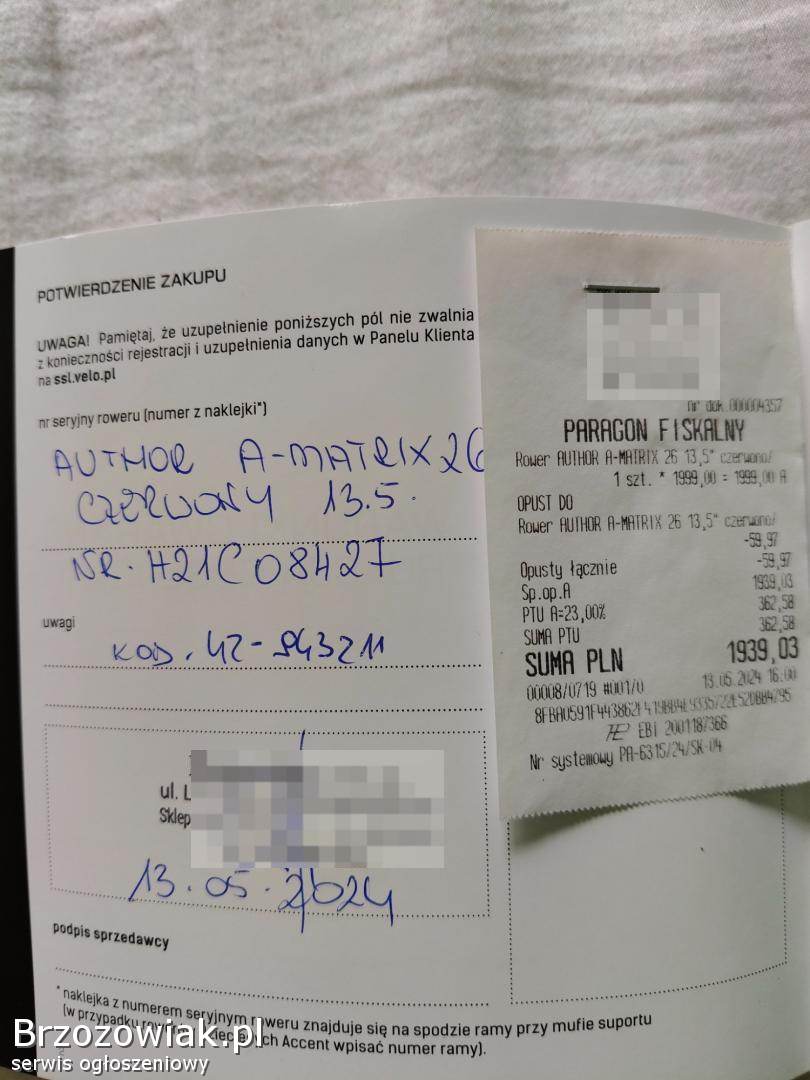 POTWIERDZENIE ZAKUPU
UWAGA! Pamiętaj, że uzupełnienie poniższych pól nie zwalnia
z konieczności rejestracji i uzupełnienia danych w Panelu Klienta
na ssl.velo.pl
nr seryjny roweru (numer z naklejki*)
AUTHOR A-MATRIX 26
CZERWONY 13.5.
NR. H21C08427
uwagi
KOD. 42-943211
ul. L
Sklep
13.05.2024
podpis sprzedawcy
* naklejka z numerem seryjnym roweru znajduje się na spodzie ramy przy mufie suportu
(w przypadku Accent wpisać numer ramy).
nr dok. 000004357
PARAGON FISKALNY
Rower AUTHOR A-MATRIX 26 13,5" czerwono/
1 szt. * 1999,00 = 1999,00 A
OPUST DO
Rower AUTHOR A-MATRIX 26 13,5" czerwono/
-59,97
Opusty łącznie -59,97
Sp.op.A 1939,03
PTU A-23,00% 362,58
SUMA PTU 362,58
SUMA PLN 1939,03
00008/0719 #001/0 13.05.2024 16:00
EBI 2001187366
Nr systemowy PA-6315/24/SK-04
Brzozowiak.pl
serwis ogłoszeniowy